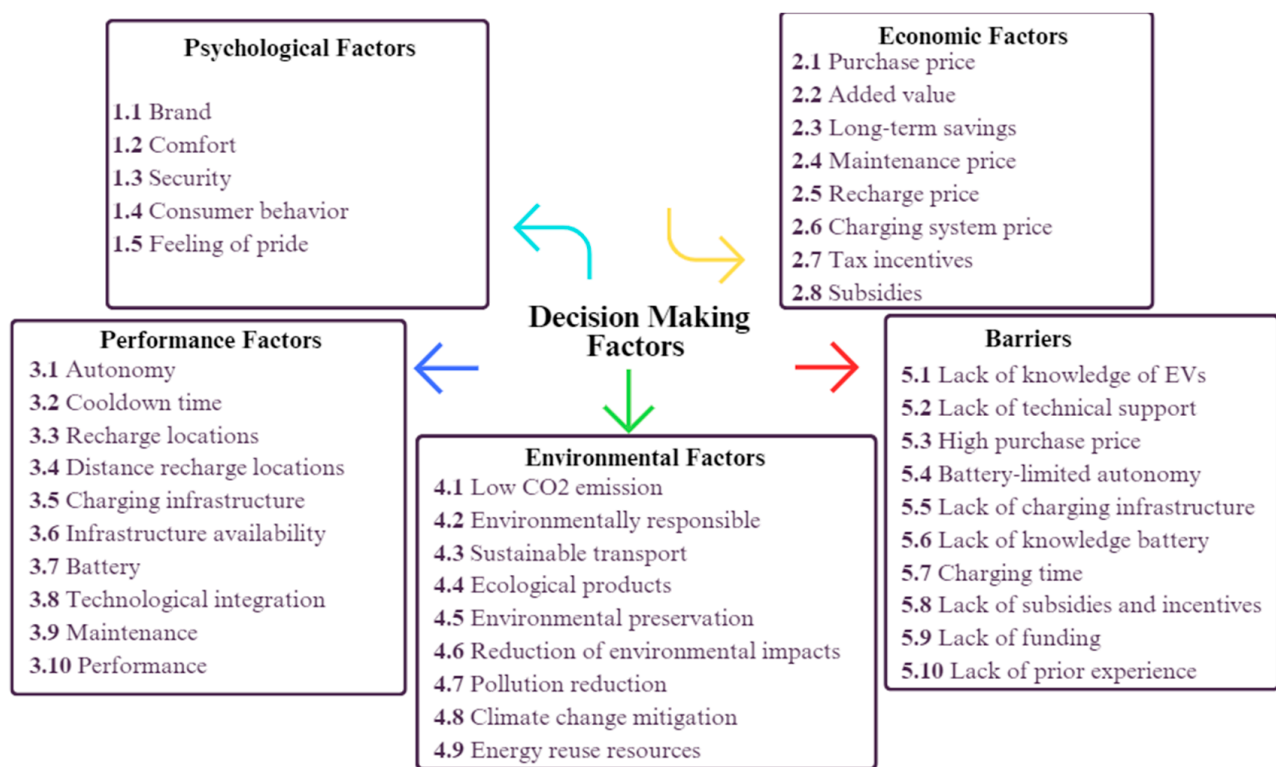 Psychological Factors
1.1 Brand
1.2 Comfort
1.3 Security
1.4 Consumer behavior
1.5 Feeling of pride
Economic Factors
2.1 Purchase price
2.2 Added value
2.3 Long-term savings
2.4 Maintenance price
2.5 Recharge price
2.6 Charging system price
2.7 Tax incentives
2.8 Subsidies
Decision Making
Factors
Performance Factors
3.1 Autonomy
3.2 Cooldown time
3.3 Recharge locations
3.4 Distance recharge locations
3.5 Charging infrastructure
3.6 Infrastructure availability
3.7 Battery
3.8 Technological integration
3.9 Maintenance
3.10 Performance
Environmental Factors
4.1 Low CO2 emission
4.2 Environmentally responsible
4.3 Sustainable transport
4.4 Ecological products
4.5 Environmental preservation
4.6 Reduction of environmental impacts
4.7 Pollution reduction
4.8 Climate change mitigation
4.9 Energy reuse resources
Barriers
5.1 Lack of knowledge of EVs
5.2 Lack of technical support
5.3 High purchase price
5.4 Battery-limited autonomy
5.5 Lack of charging infrastructure
5.6 Lack of knowledge battery
5.7 Charging time
5.8 Lack of subsidies and incentives
5.9 Lack of funding
5.10 Lack of prior experience